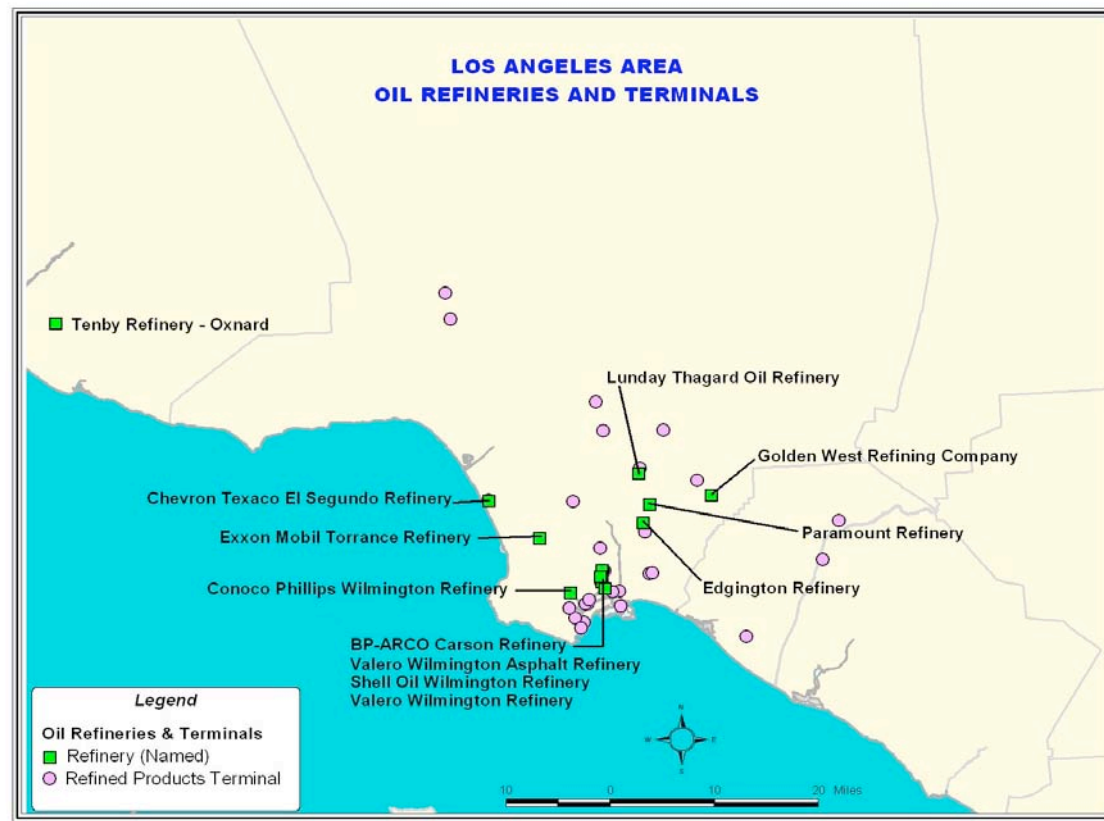 LOS ANGELES AREA
OIL REFINERIES AND TERMINALS
Tenby Refinery - Oxnard
Lunday Thagard Oil Refinery
Golden West Refining Company
Chevron Texaco El Segundo Refinery
Paramount Refinery
Exxon Mobil Torrance Refinery
Edgington Refinery
Conoco Phillips Wilmington Refinery
BP-ARCO Carson Refinery
Valero Wilmington Asphalt Refinery
Shell Oil Wilmington Refinery
Valero Wilmington Refinery
Legend
Oil Refineries & Terminals
Refinery (Named)
Refined Products Terminal
N
W E
S
10 0 10 20 Miles